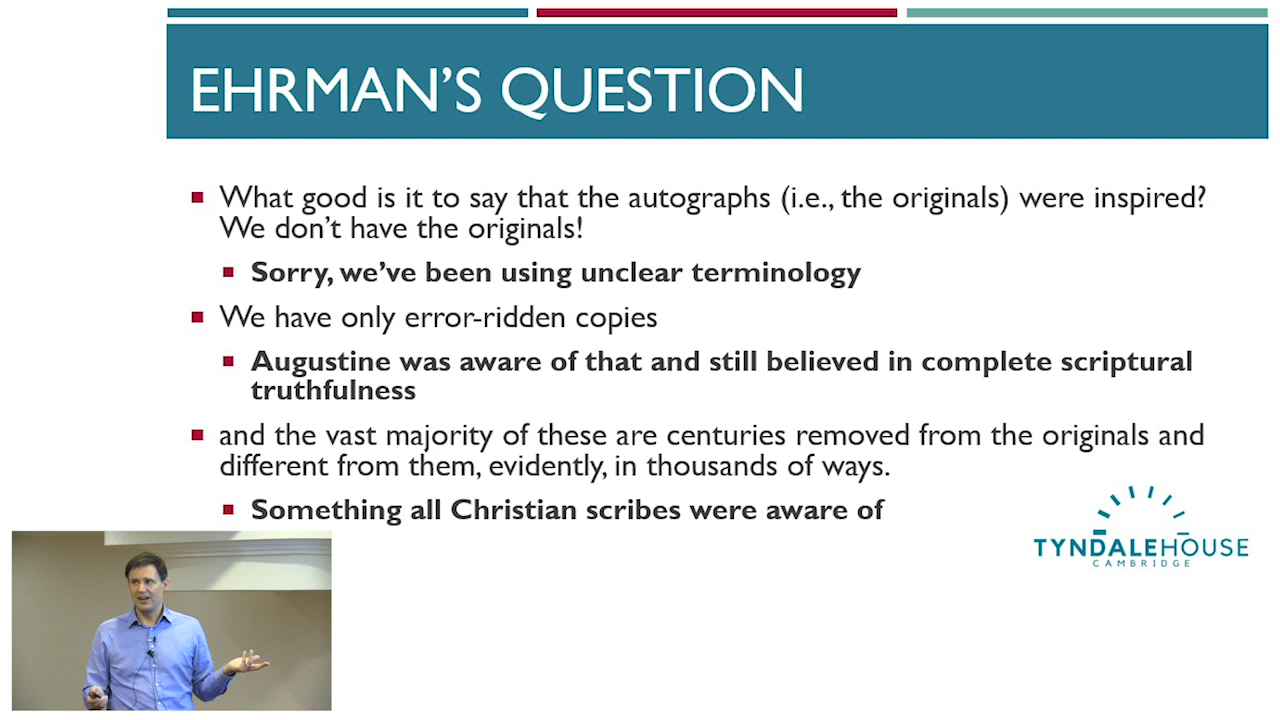 EHRMAN'S QUESTION
What good is it to say that the autographs (i.e., the originals) were inspired?
We don't have the originals!
Sorry, we've been using unclear terminology
We have only error-ridden copies
Augustine was aware of that and still believed in complete scriptural
truthfulness
and the vast majority of these are centuries removed from the originals and
different from them, evidently, in thousands of ways.
Something all Christian scribes were aware of
TYNDALEHOUSE
CAMBRIDGE